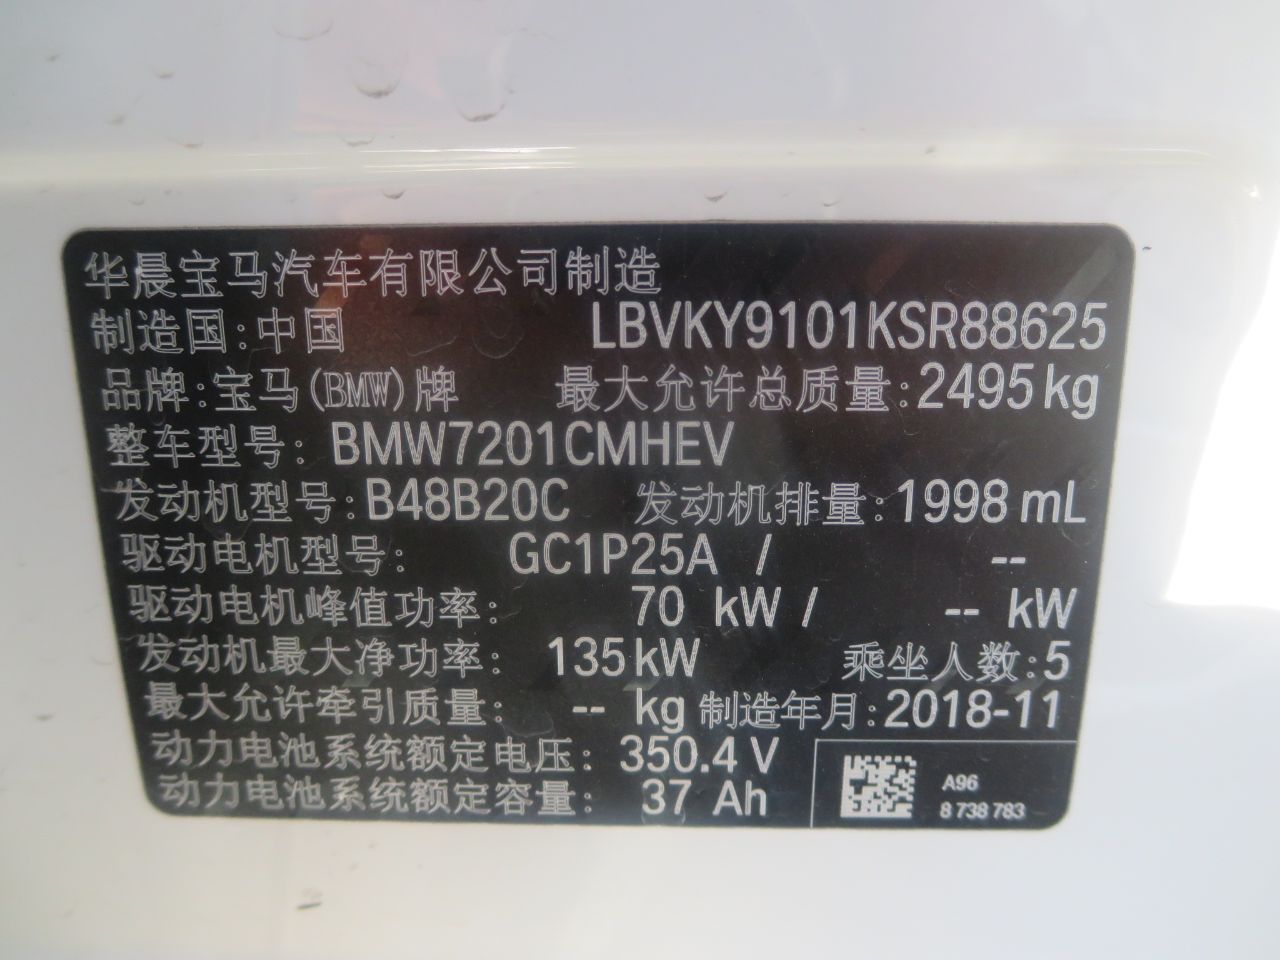 华晨宝马汽车有限公司制造
制造国:中国 LBVKY9101KSR88625
品牌:宝马(BMW)牌 最大允许总质量:2495kg
整车型号: BMW7201CMHEV
发动机型号:B48B20C 发动机排量:1998 mL
驱动电机型号: GC1P25A / --
驱动电机峰值功率: 70 kW / -- kW
发动机最大净功率: 135kW 乘坐人数:5
最大允许牵引质量: -- kg 制造年月:2018-11
动力电池系统额定电压: 350.4 V
动力电池系统额定容量: 37 Ah
A96
8 738 783